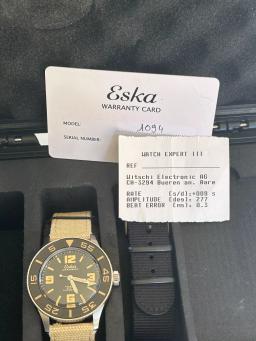 Eska
WARRANTY CARD
MODEL: 1094
SERIAL NUMBER:
WATCH EXPERT III
REF
Witschi Electronic AG
CH-3294 Bueren an. Aare
RATE [s/d]:+008 s
AMPLITUDE [deg]: 277
BEAT ERROR [ms]: 0.3
Eska